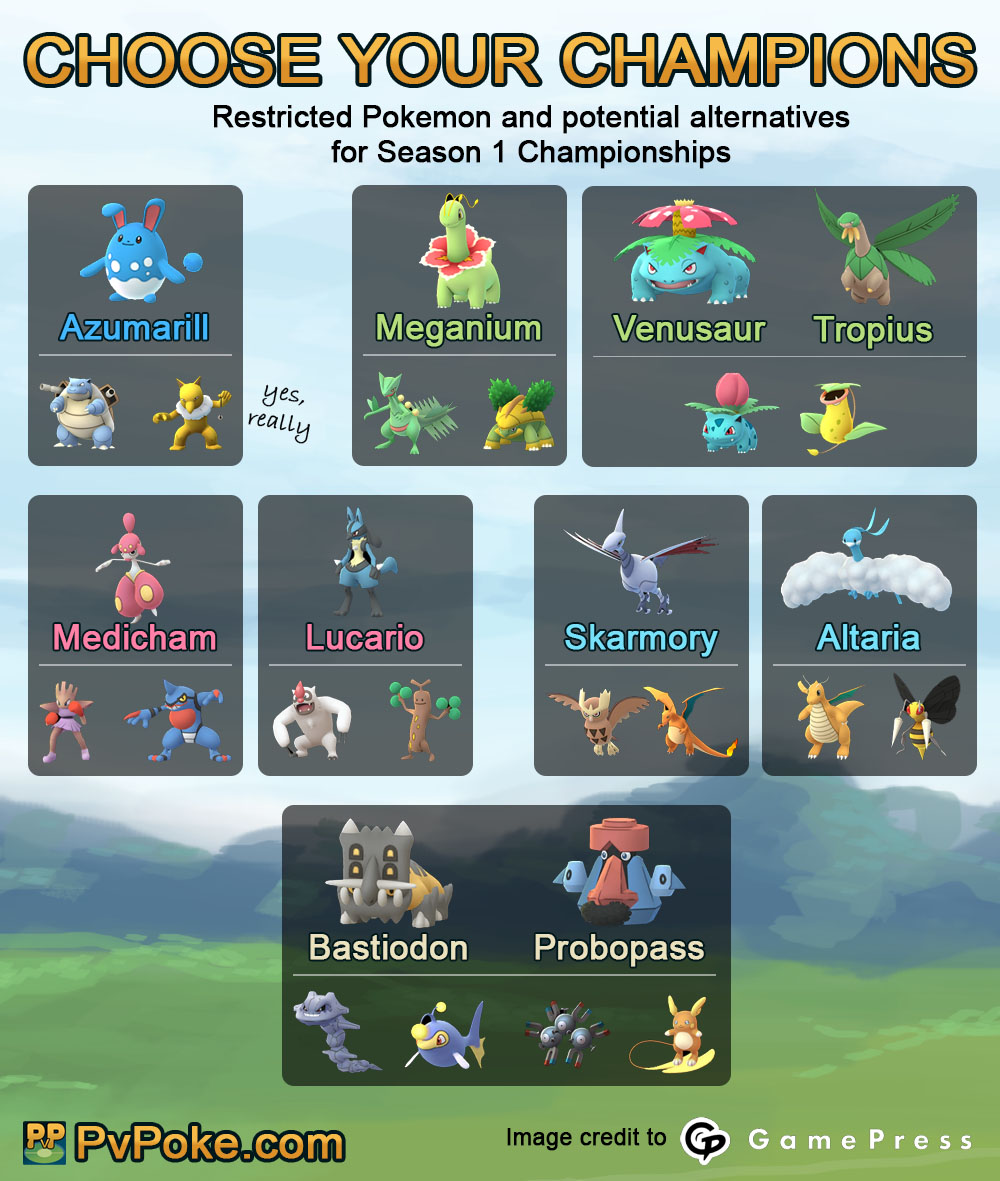 CHOOSE YOUR CHAMPIONS
Restricted Pokemon and potential alternatives
for Season 1 Championships
Azumarill
yes,
really
Meganium
Venusaur
Tropius
Medicham
Lucario
Skarmory
Altaria
Bastiodon
Probopass
PvP
PvPoke.com
Image credit to
GP
GamePress